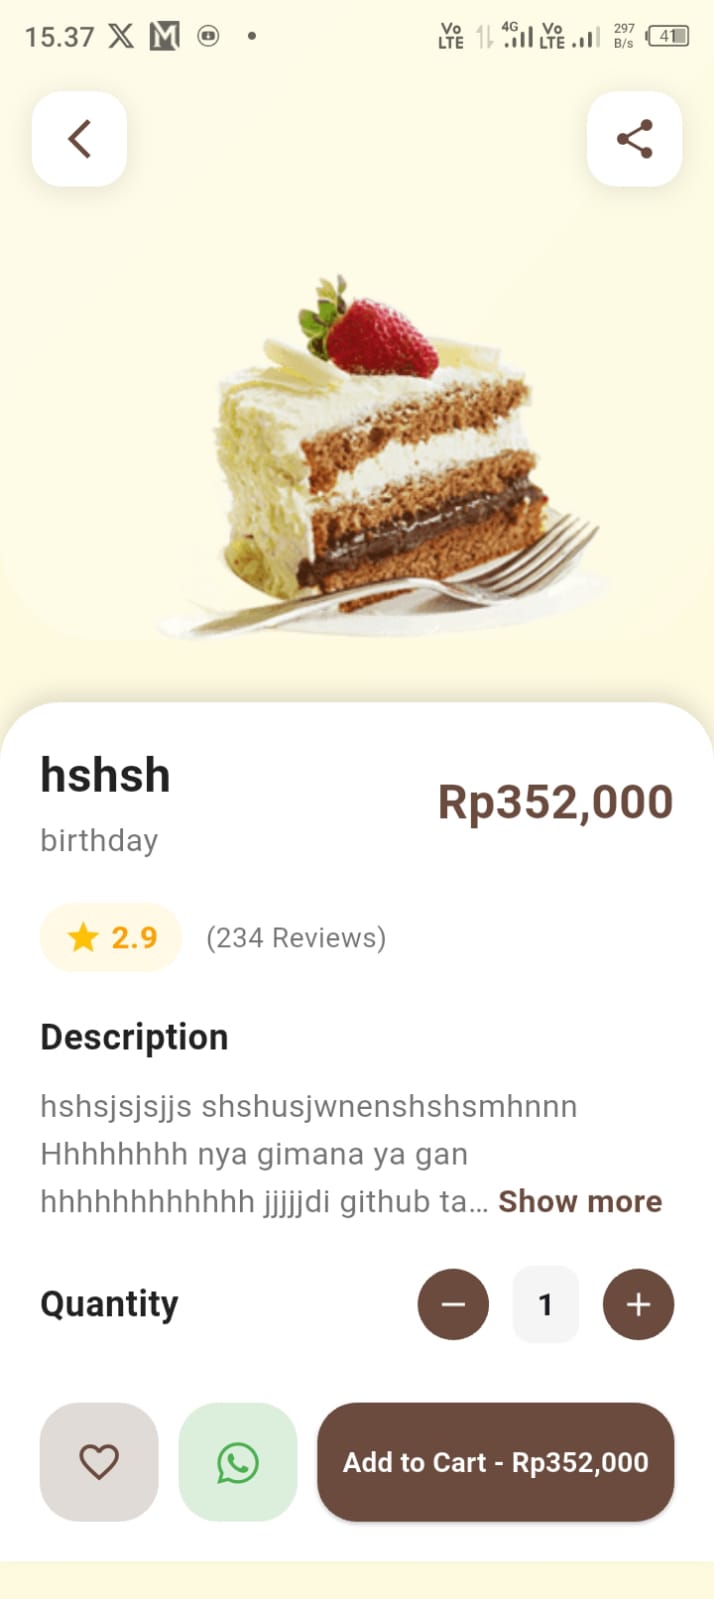 15.37
Vo LTE 4G Vo LTE 297 B/s 41
hshsh
Rp352,000
birthday
2.9 (234 Reviews)
Description
hshsjsjsjjs shshusjwnenshshsmhnnn
Hhhhhhhh nya gimana ya gan
hhhhhhhhhhhh jjjjjdi github ta... Show more
Quantity
1
Add to Cart - Rp352,000